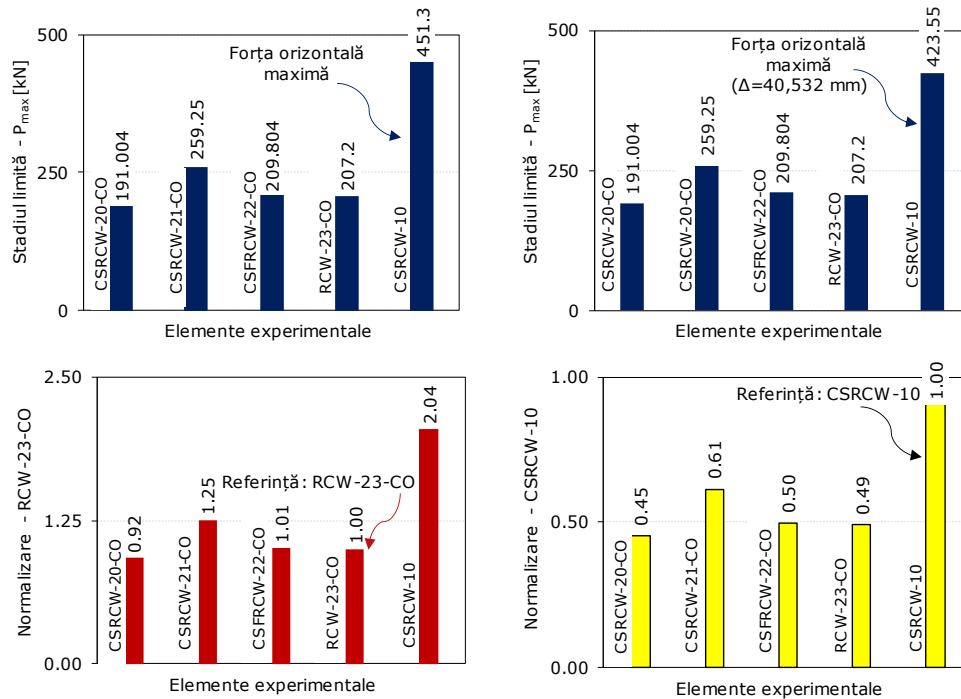 500
250
0
Stadiul limită - Pmax [kN]
Forța orizontală
maximă
CSRCW-20-CO
191.004
CSRCW-21-CO
259.25
CSFRCW-22-CO
209.804
RCW-23-CO
207.2
CSRCW-10
451.3
Elemente experimentale
500
250
0
Stadiul limită - Pmax [kN]
Forța orizontală
maximă
(Δ=40,532 mm)
CSRCW-20-CO
191.004
CSRCW-20-CO
259.25
CSFRCW-22-CO
209.804
RCW-23-CO
207.2
CSRCW-10
423.55
Elemente experimentale
2.50
1.25
0.00
Normalizare - RCW-23-CO
Referință: RCW-23-CO
CSRCW-20-CO
0.92
CSRCW-21-CO
1.25
CSFRCW-22-CO
1.01
RCW-23-CO
1.00
CSRCW-10
2.04
Elemente experimentale
1.00
0.50
0.00
Normalizare - CSRCW-10
Referință: CSRCW-10
CSRCW-20-CO
0.45
CSRCW-21-CO
0.61
CSFRCW-22-CO
0.50
RCW-23-CO
0.49
CSRCW-10
1.00
Elemente experimentale